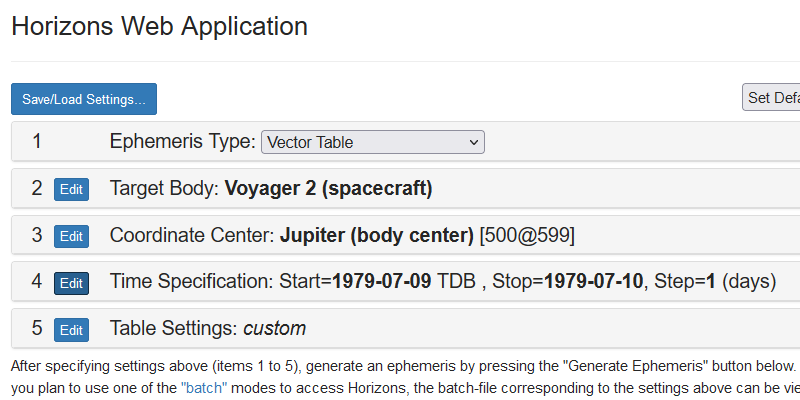 Horizons Web Application
Save/Load Settings...
Set Defa
1 Ephemeris Type: Vector Table
2 Edit Target Body: Voyager 2 (spacecraft)
3 Edit Coordinate Center: Jupiter (body center) [500@599]
4 Edit Time Specification: Start=1979-07-09 TDB , Stop=1979-07-10, Step=1 (days)
5 Edit Table Settings: custom
After specifying settings above (items 1 to 5), generate an ephemeris by pressing the "Generate Ephemeris" button below.
you plan to use one of the "batch" modes to access Horizons, the batch-file corresponding to the settings above can be vie